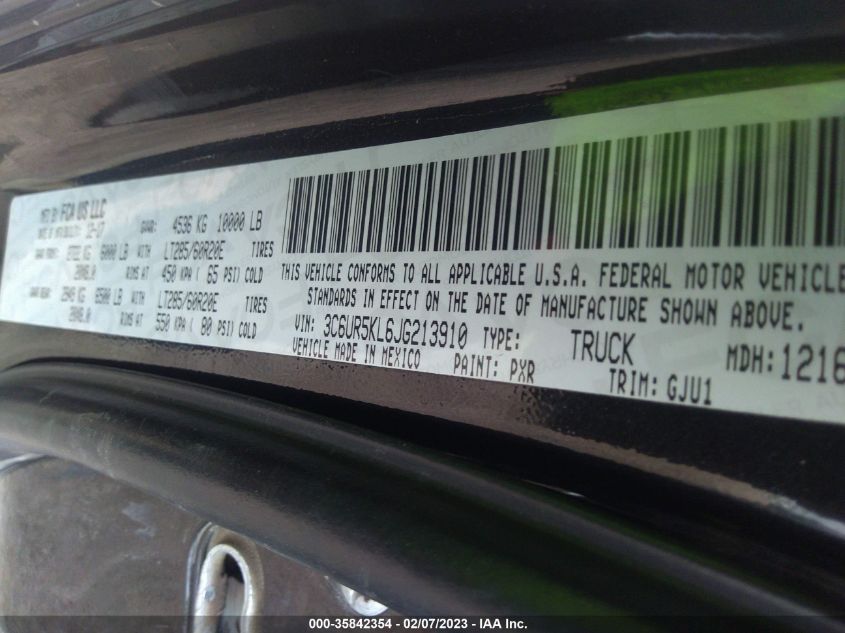 MFD BY FCA US LLC
DATE OF MFR 12-17 GVWR: 4536 KG 10000 LB
GAWR FRONT: KG 6000 LB WITH LT285/60R20E TIRES
RIMS AT 450 KPA ( 65 PSI) COLD
GAWR REAR: KG 6500 LB WITH LT285/60R20E TIRES
RIMS AT 550 KPA ( 80 PSI) COLD
THIS VEHICLE CONFORMS TO ALL APPLICABLE U.S.A. FEDERAL MOTOR VEHICLE
STANDARDS IN EFFECT ON THE DATE OF MANUFACTURE SHOWN ABOVE.
VIN: 3C6UR5KL6JG213910 TYPE: TRUCK MDH:1216
VEHICLE MADE IN MEXICO PAINT: PXR TRIM: GJU1
000-35842354 - 02/07/2023 - IAA Inc.